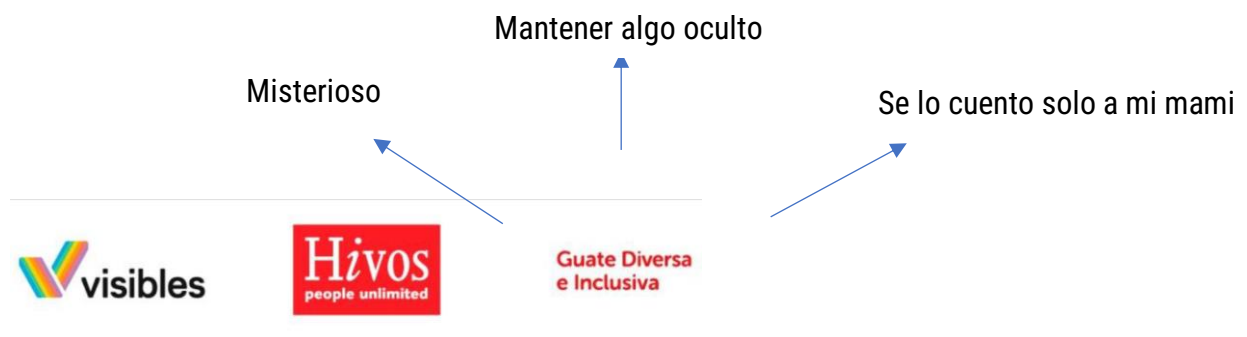 Mantener algo oculto
Misterioso
Se lo cuento solo a mi mami
visibles
Hivos
people unlimited
Guate Diversa
e Inclusiva